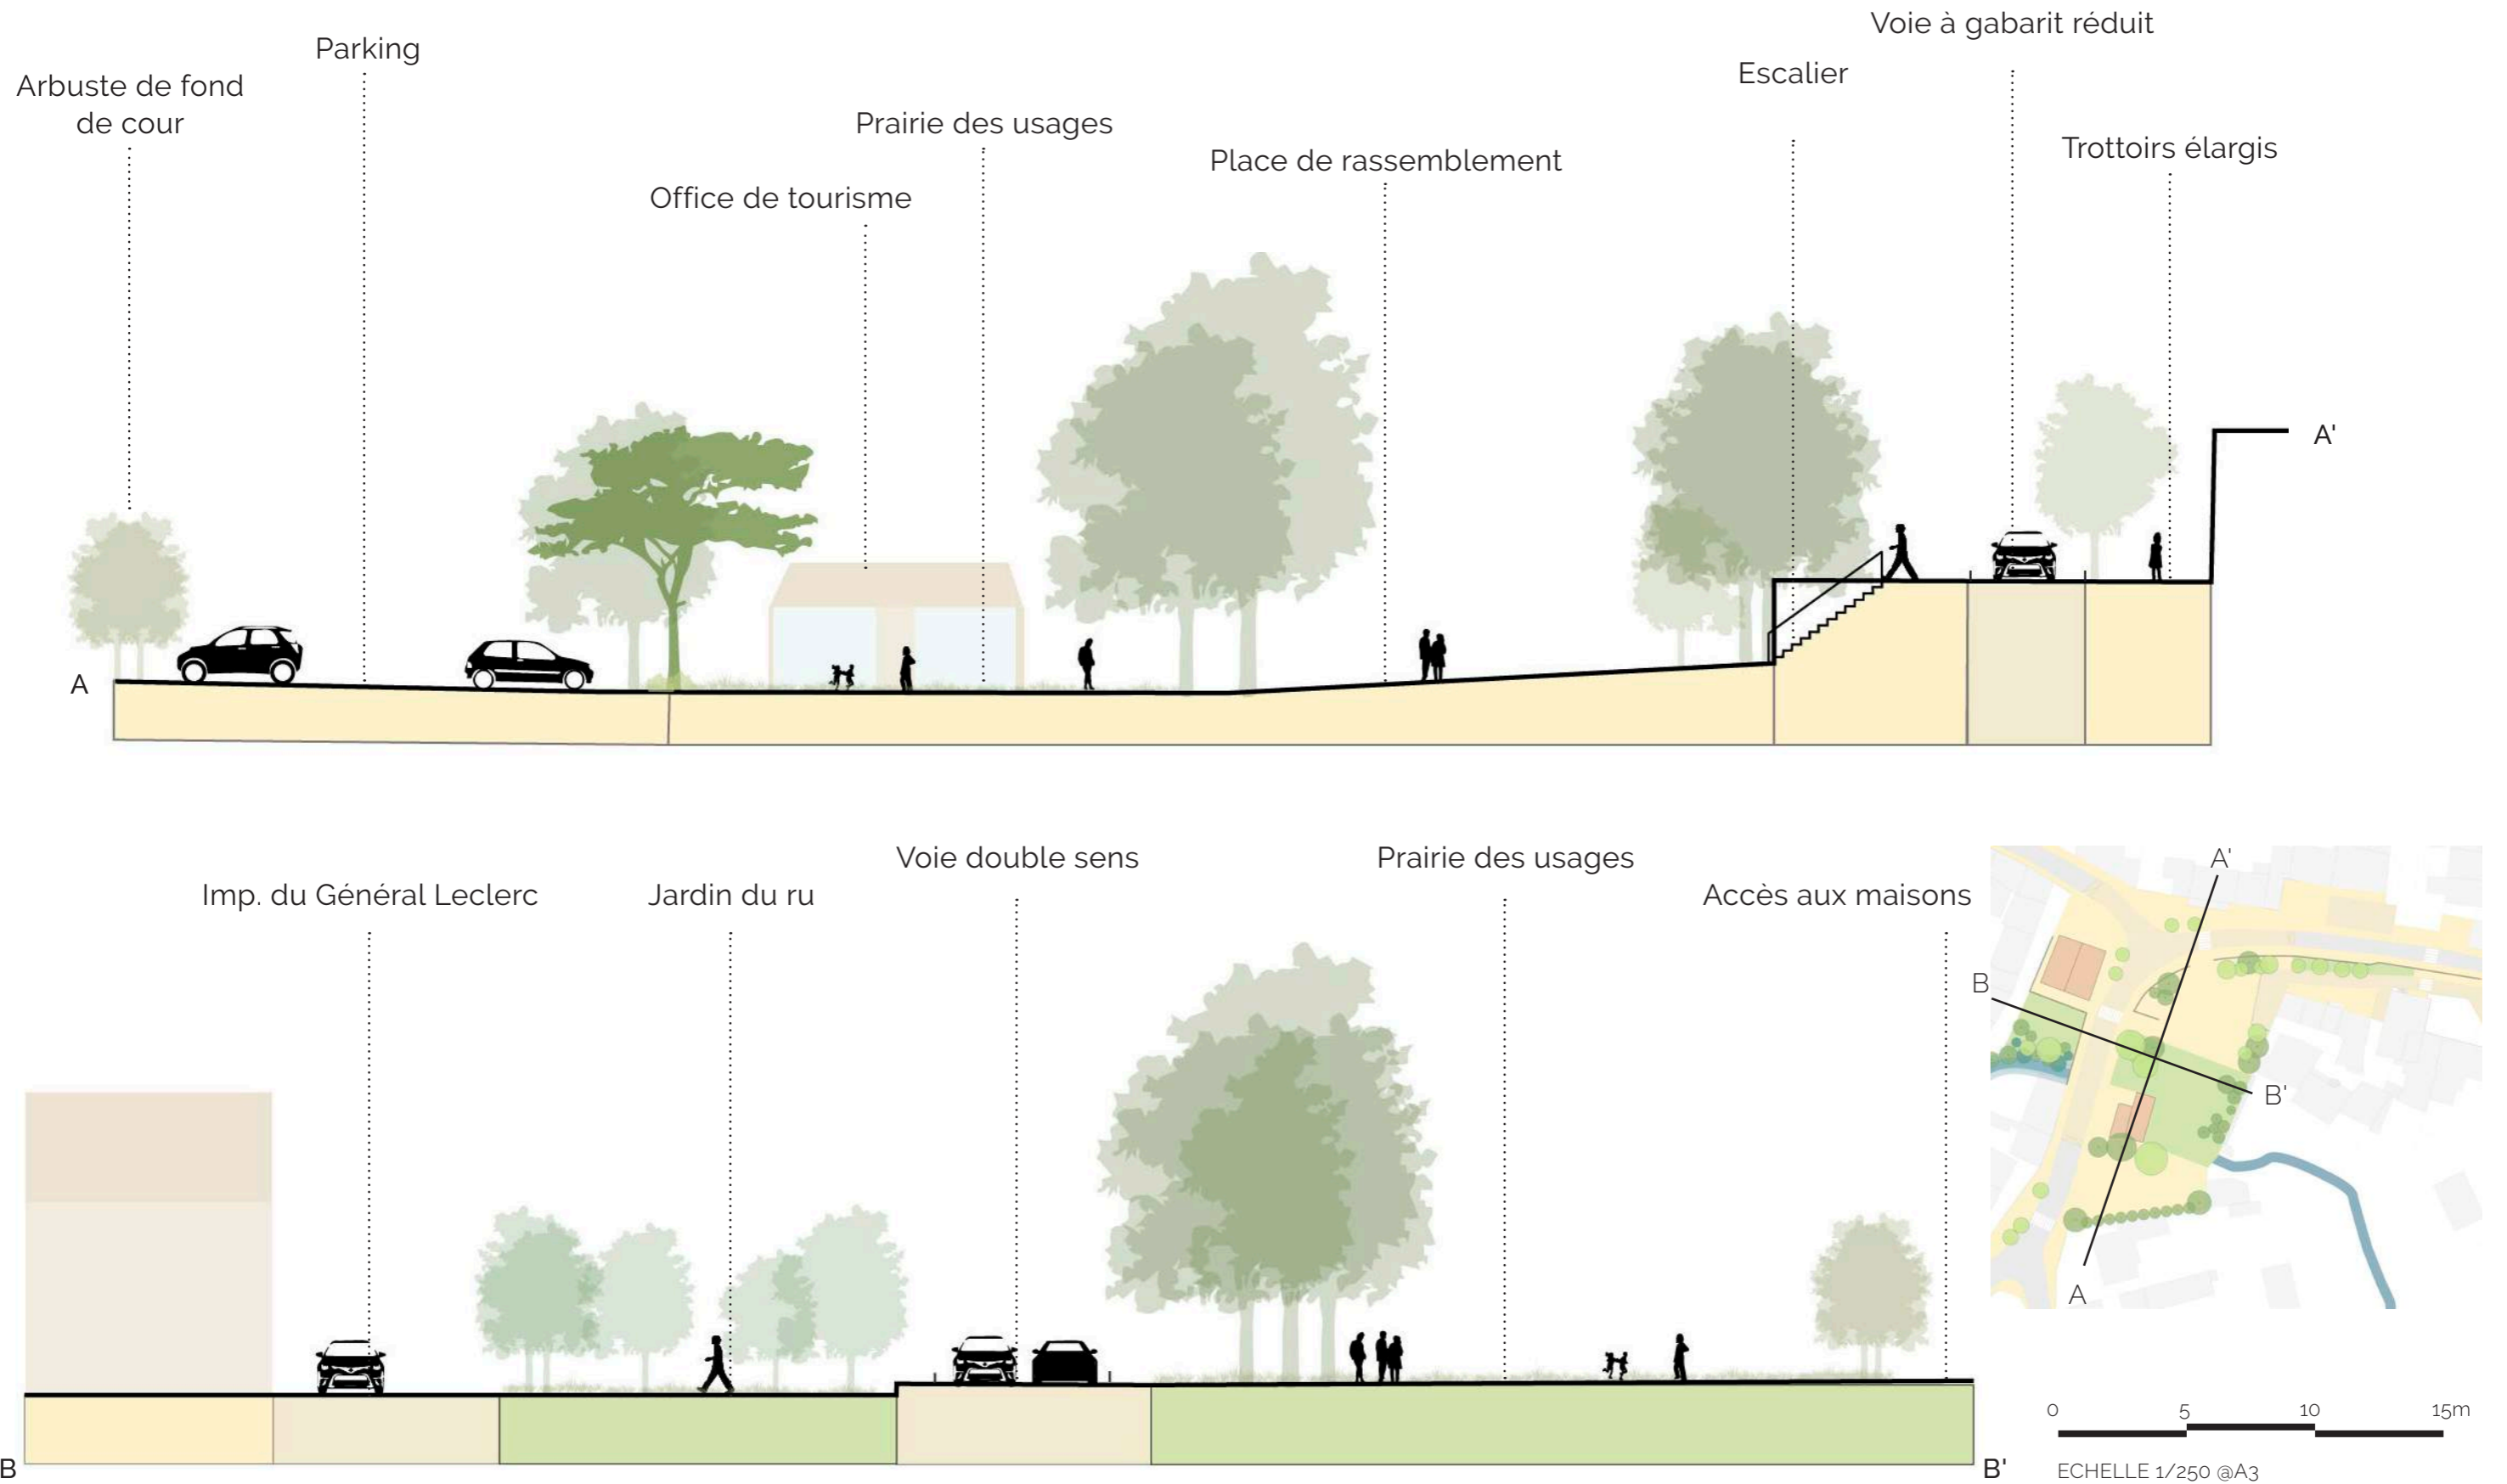 Voie à gabarit réduit
Parking
Escalier
Arbuste de fond
de cour
Prairie des usages
Trottoirs élargis
Place de rassemblement
Office de tourisme
A'
A
Voie double sens
Prairie des usages
Imp. du Général Leclerc
Jardin du ru
Accès aux maisons
B
B'
A'
B
B'
A
0 5 10 15m
ECHELLE 1/250 @A3